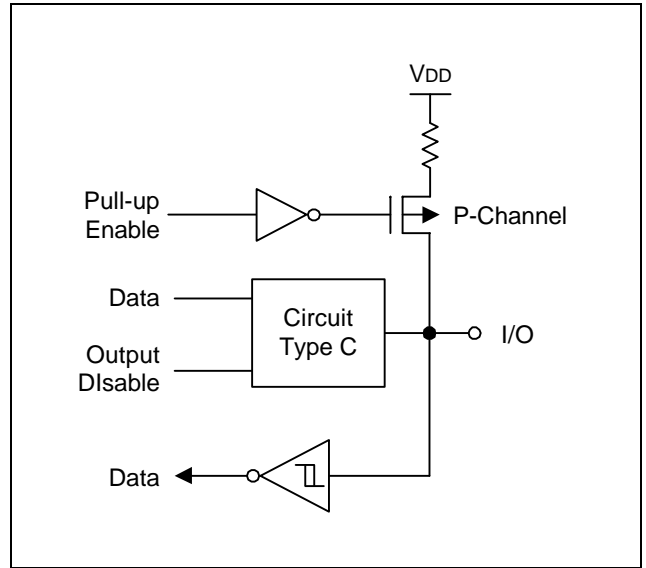 VDD
Pull-up
Enable
P-Channel
Data
Circuit
Type C
I/O
Output
DIsable
Data